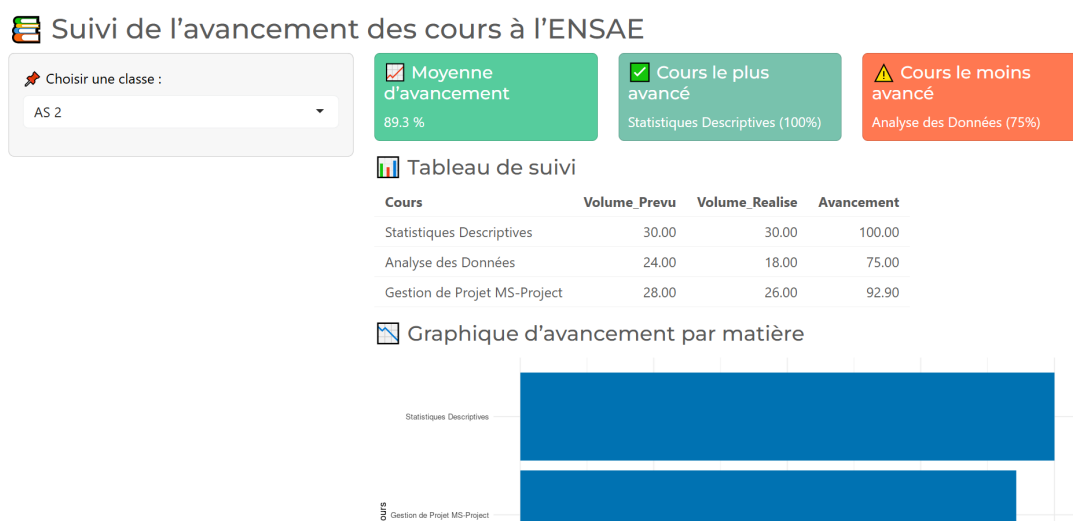 Suivi de l’avancement des cours à l’ENSAE
Choisir une classe :
AS 2
Moyenne
d’avancement
89.3 %
Cours le plus
avancé
Statistiques Descriptives (100%)
Cours le moins
avancé
Analyse des Données (75%)
Tableau de suivi
Cours Volume_Prevu Volume_Realise Avancement
Statistiques Descriptives 30.00 30.00 100.00
Analyse des Données 24.00 18.00 75.00
Gestion de Projet MS-Project 28.00 26.00 92.90
Graphique d’avancement par matière
Statistiques Descriptives
Gestion de Projet MS-Project